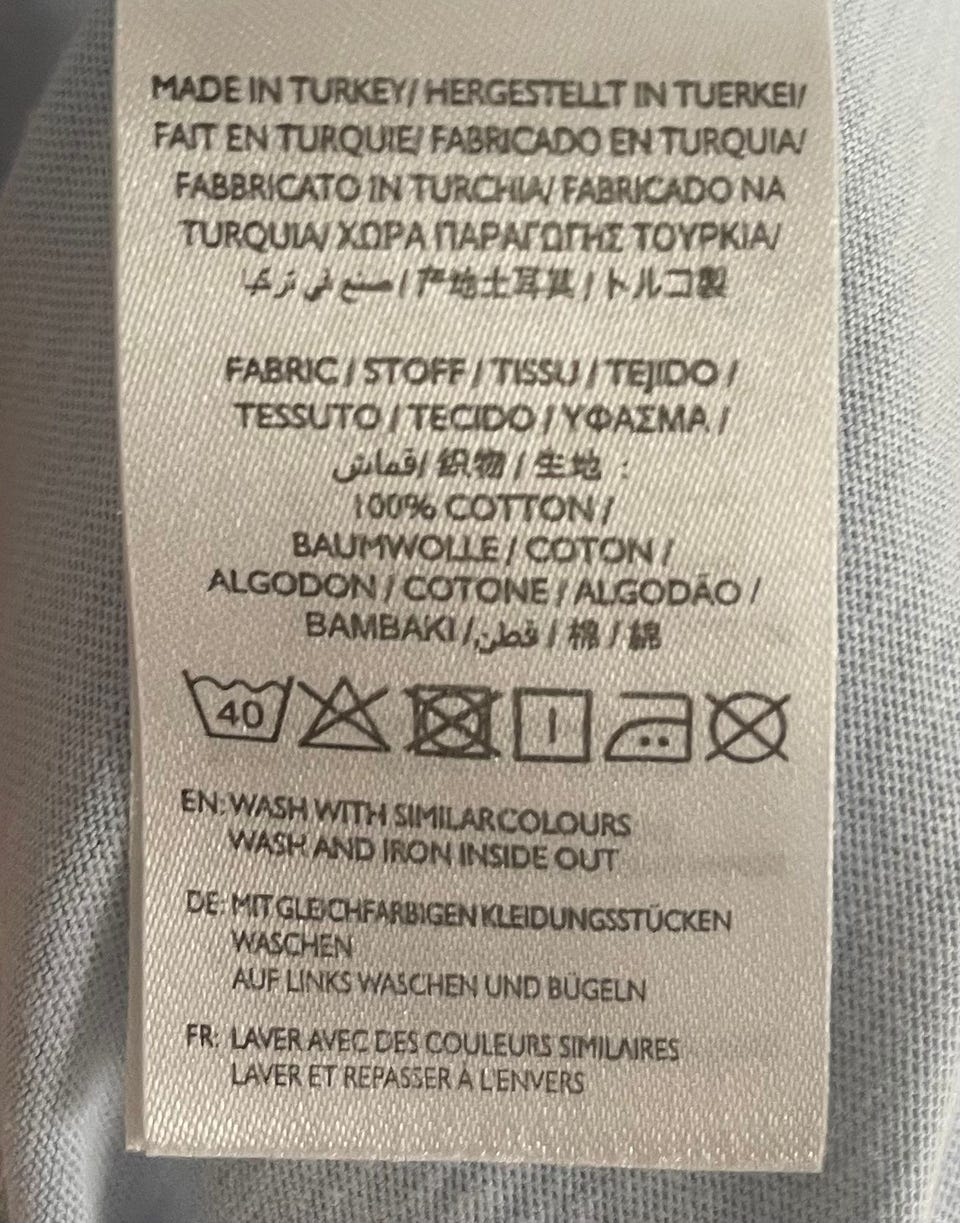 MADE IN TURKEY/ HERGESTELLT IN TUERKEI/
FAIT EN TURQUIE/ FABRICADO EN TURQUIA/
FABBRICATO IN TURCHIA/ FABRICADO NA
TURQUIA/ ΧΩΡΑ ΠΑΡΑΓΩΓΗΣ ΤΟΥΡΚΙΑ/
صنع في تركيا / 产地土耳其 / トルコ製
FABRIC / STOFF / TISSU / TEJIDO /
TESSUTO / TECIDO / ΥΦΑΣΜΑ /
قماش/ 织物 / 生地 :
100% COTTON /
BAUMWOLLE / COTON /
ALGODON / COTONE / ALGODÃO /
BAMBAKI / قطن / 棉 / 綿
40
EN: WASH WITH SIMILAR COLOURS
WASH AND IRON INSIDE OUT
DE: MIT GLEICHFARBIGEN KLEIDUNGSSTÜCKEN
WASCHEN
AUF LINKS WASCHEN UND BÜGELN
FR: LAVER AVEC DES COULEURS SIMILAIRES
LAVER ET REPASSER À L'ENVERS